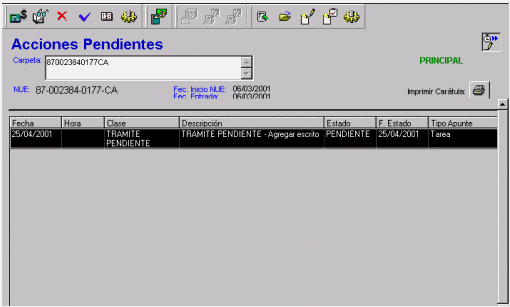 Acciones Pendientes
Carpeta: 870023840177CA
PRINCIPAL
NUE: 87-002384-0177-CA Fec. Inicio NUE: 06/03/2001 Imprimir Carátula:
Fec. Entrada: 06/03/2001
Fecha Hora Clase Descripción Estado F. Estado Tipo Apunte
25/04/2001 TRAMITE TRAMITE PENDIENTE - Agregar escrito PENDIENTE 25/04/2001 Tarea
PENDIENTE